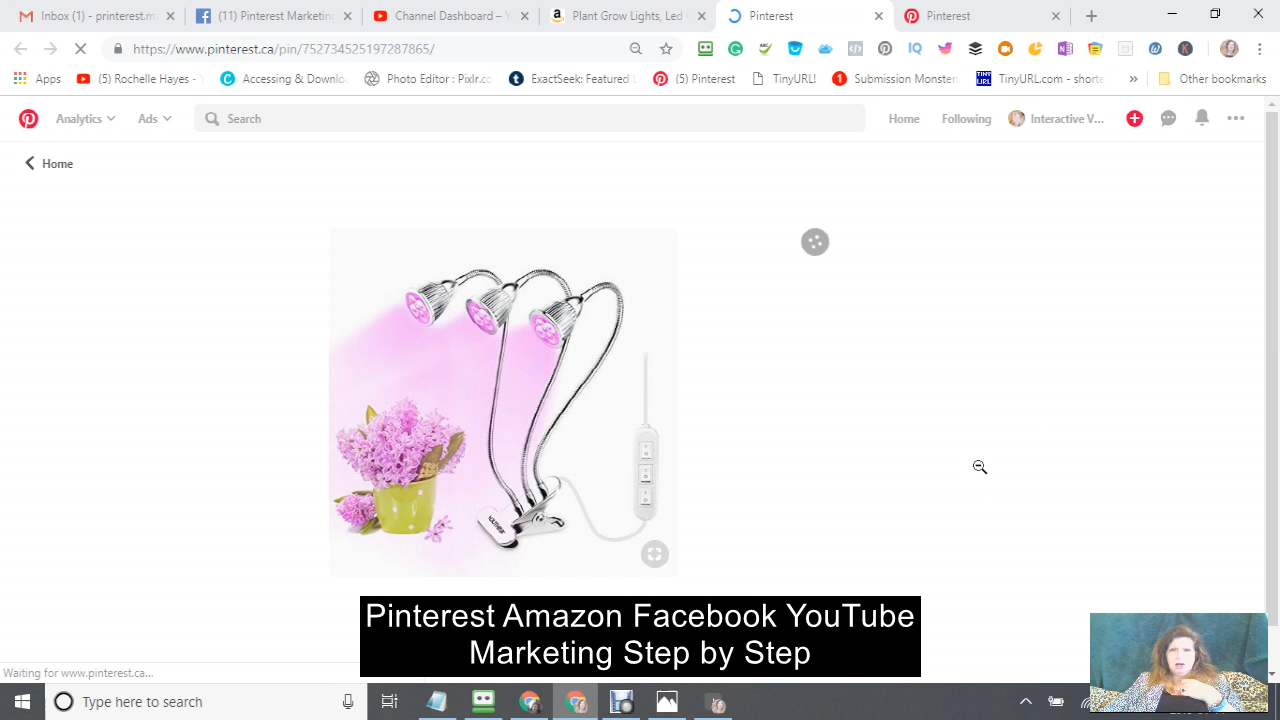 Inbox (1) - printerest.m
(11) Pinterest Marketing
Channel Dashboard - Y
Plant Grow Lights, Led
Pinterest
Pinterest
https://www.pinterest.ca/pin/752734525197287865/
Apps
(5) Rochelle Hayes -
Accessing & Downlo
Photo Editor : Pixlr.co
ExactSeek: Featured L
(5) Pinterest
TinyURL!
Submission Monster
TinyURL.com - shorte
»
Other bookmarks
Analytics
Ads
Search
Home
Following
Interactive V...
Home
Pinterest Amazon Facebook YouTube
Marketing Step by Step
Waiting for www.pinterest.ca...
Type here to search